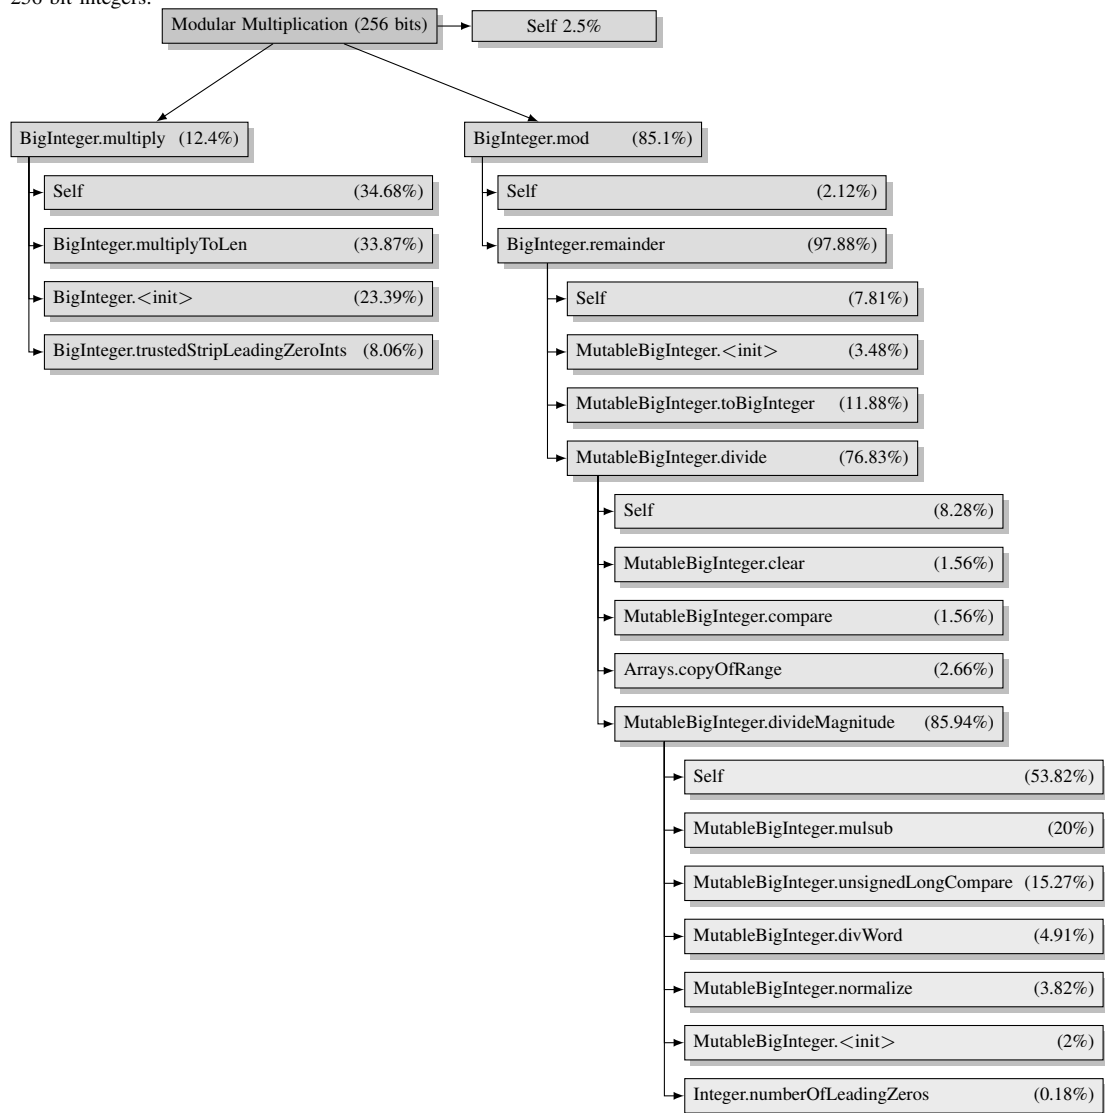 256 bit integers.
Modular Multiplication (256 bits)
Self 2.5%
BigInteger.multiply (12.4%)
BigInteger.mod (85.1%)
Self (34.68%)
BigInteger.multiplyToLen (33.87%)
BigInteger.<init> (23.39%)
BigInteger.trustedStripLeadingZeroInts (8.06%)
Self (2.12%)
BigInteger.remainder (97.88%)
Self (7.81%)
MutableBigInteger.<init> (3.48%)
MutableBigInteger.toBigInteger (11.88%)
MutableBigInteger.divide (76.83%)
Self (8.28%)
MutableBigInteger.clear (1.56%)
MutableBigInteger.compare (1.56%)
Arrays.copyOfRange (2.66%)
MutableBigInteger.divideMagnitude (85.94%)
Self (53.82%)
MutableBigInteger.mulsub (20%)
MutableBigInteger.unsignedLongCompare (15.27%)
MutableBigInteger.divWord (4.91%)
MutableBigInteger.normalize (3.82%)
MutableBigInteger.<init> (2%)
Integer.numberOfLeadingZeros (0.18%)